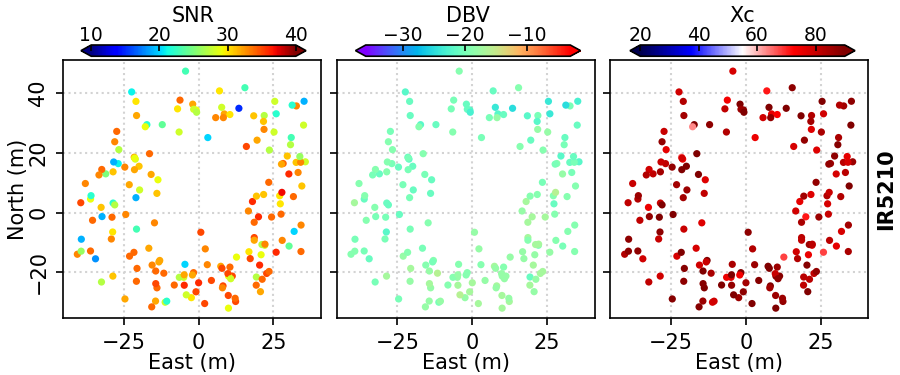 SNR
DBV
Xc
10 20 30 40
−30 −20 −10
20 40 60 80
40
20
0
−20
North (m)
−25 0 25
−25 0 25
−25 0 25
East (m)
East (m)
East (m)
IR5210